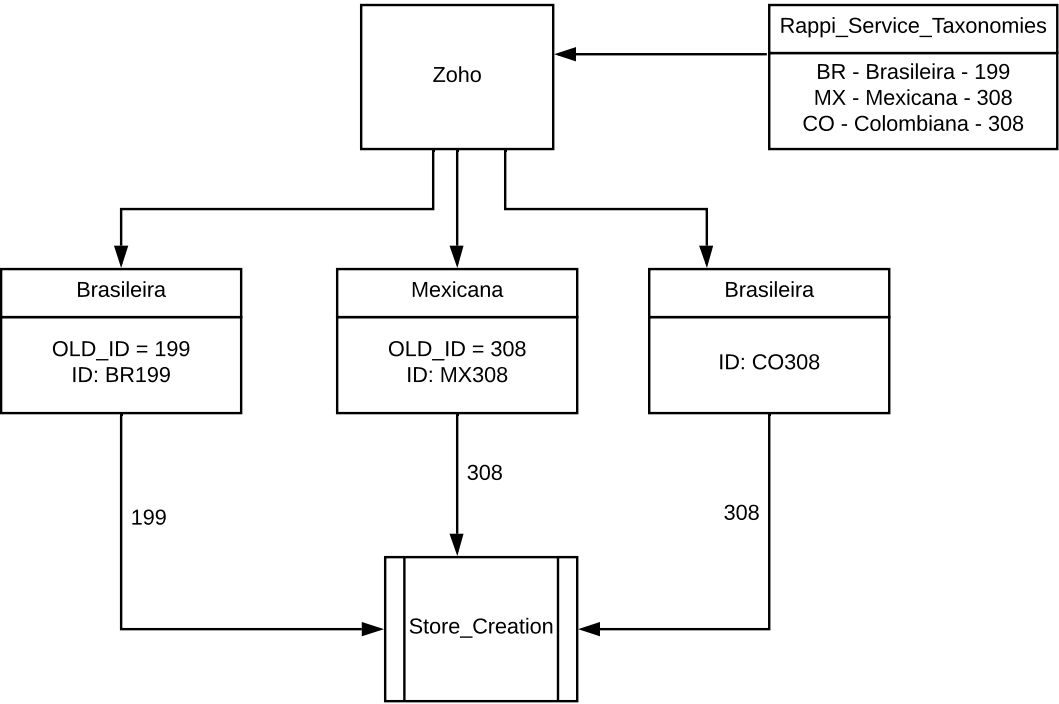 Zoho
Rappi_Service_Taxonomies
BR - Brasileira - 199
MX - Mexicana - 308
CO - Colombiana - 308
Brasileira
OLD_ID = 199
ID: BR199
Mexicana
OLD_ID = 308
ID: MX308
Brasileira
ID: CO308
199
308
308
Store_Creation